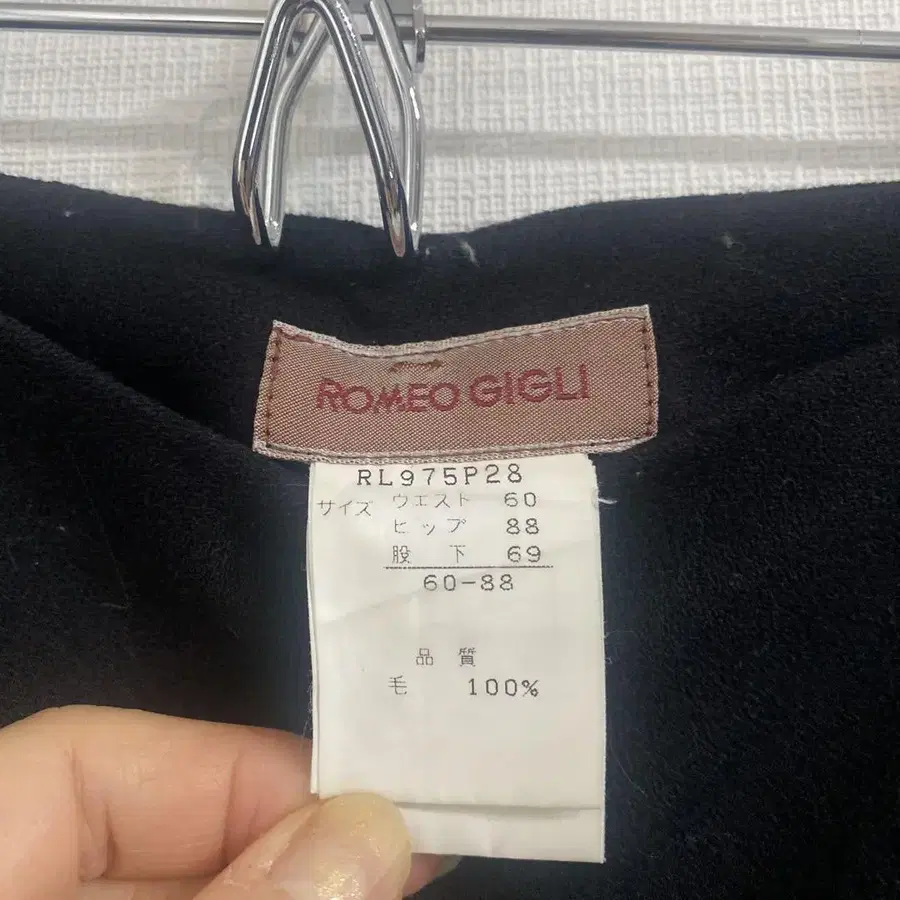 ROMEO GIGLI
RL975P28
サイズ ウエスト 60
ヒップ 88
股下 69
60-88
品質
毛 100%